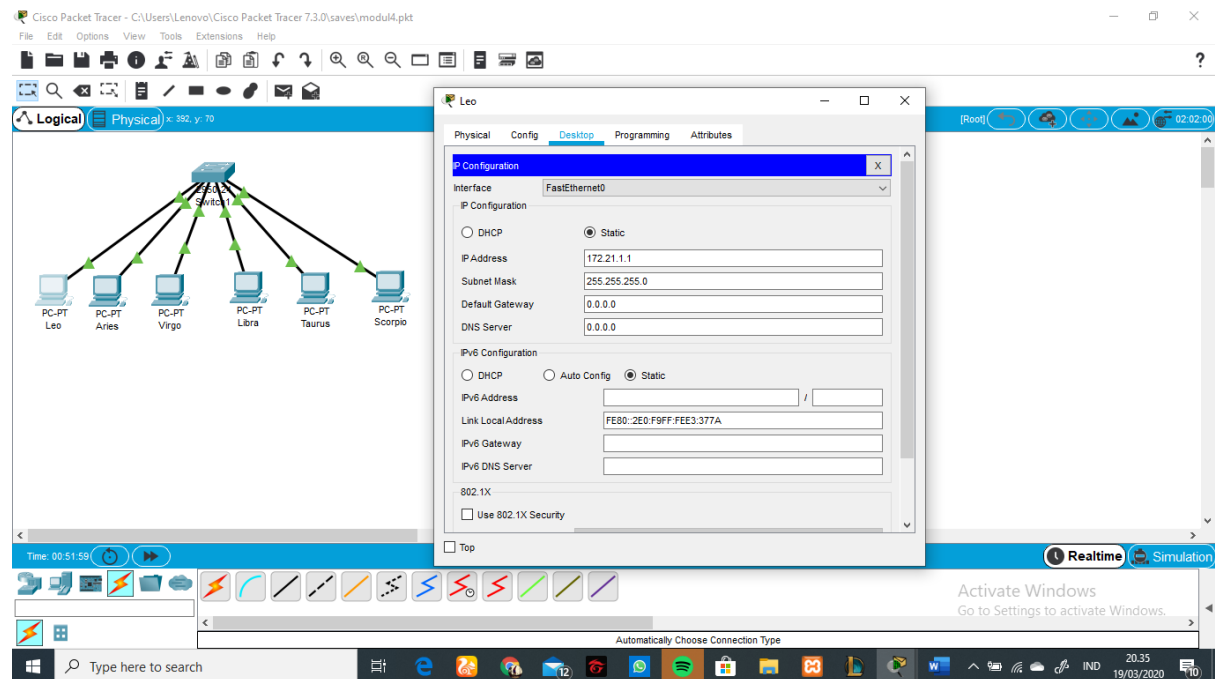 Cisco Packet Tracer - C:\Users\Lenovo\Cisco Packet Tracer 7.3.0\saves\modul4.pkt
File Edit Options View Tools Extensions Help
?
Logical Physical x: 392, y: 70
[Root] 02:02:00
Switch1
PC-PT
Leo
PC-PT
Aries
PC-PT
Virgo
PC-PT
Libra
PC-PT
Taurus
PC-PT
Scorpio
Leo
Physical Config Desktop Programming Attributes
IP Configuration X
Interface FastEthernet0
IP Configuration
DHCP Static
IP Address 172.21.1.1
Subnet Mask 255.255.255.0
Default Gateway 0.0.0.0
DNS Server 0.0.0.0
IPv6 Configuration
DHCP Auto Config Static
IPv6 Address /
Link Local Address FE80::2E0:F9FF:FEE3:377A
IPv6 Gateway
IPv6 DNS Server
802.1X
Use 802.1X Security
Top
Time: 00:51:59
Realtime Simulation
Activate Windows
Go to Settings to activate Windows.
Automatically Choose Connection Type
Type here to search
12
IND
20.35
19/03/2020
10